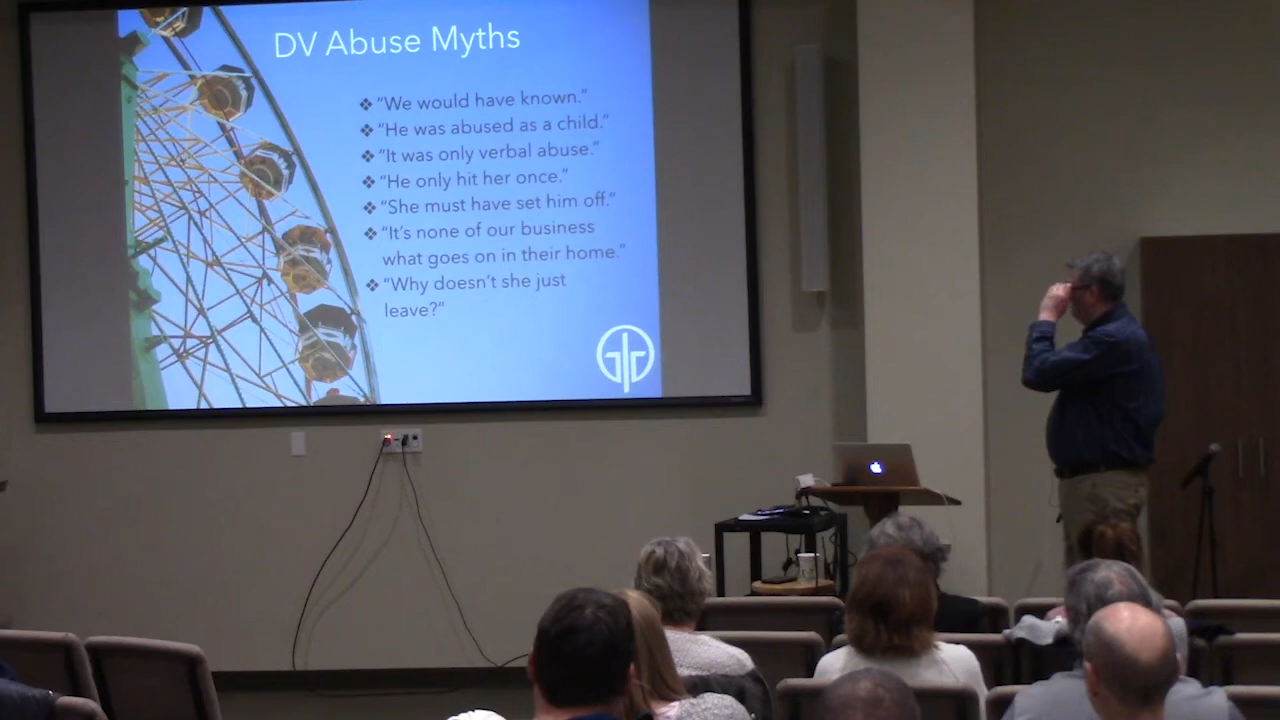 DV Abuse Myths
❖ “We would have known.”
❖ “He was abused as a child.”
❖ “It was only verbal abuse.”
❖ “He only hit her once.”
❖ “She must have set him off.”
❖ “It’s none of our business
what goes on in their home.”
❖ “Why doesn’t she just
leave?”